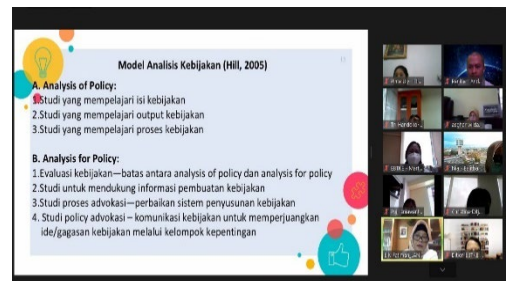 Model Analisis Kebijakan (Hill, 2005)
A. Analysis of Policy:
1.Studi yang mempelajari isi kebijakan
2.Studi yang mempelajari output kebijakan
3.Studi yang mempelajari proses kebijakan
B. Analysis for Policy:
1.Evaluasi kebijakan—batas antara analysis of policy dan analysis for policy
2.Studi untuk mendukung informasi pembuatan kebijakan
3.Studi proses advokasi—perbaikan sistem penyusunan kebijakan
4. Studi policy advokasi – komunikasi kebijakan untuk memperjuangkan
ide/gagasan kebijakan melalui kelompok kepentingan